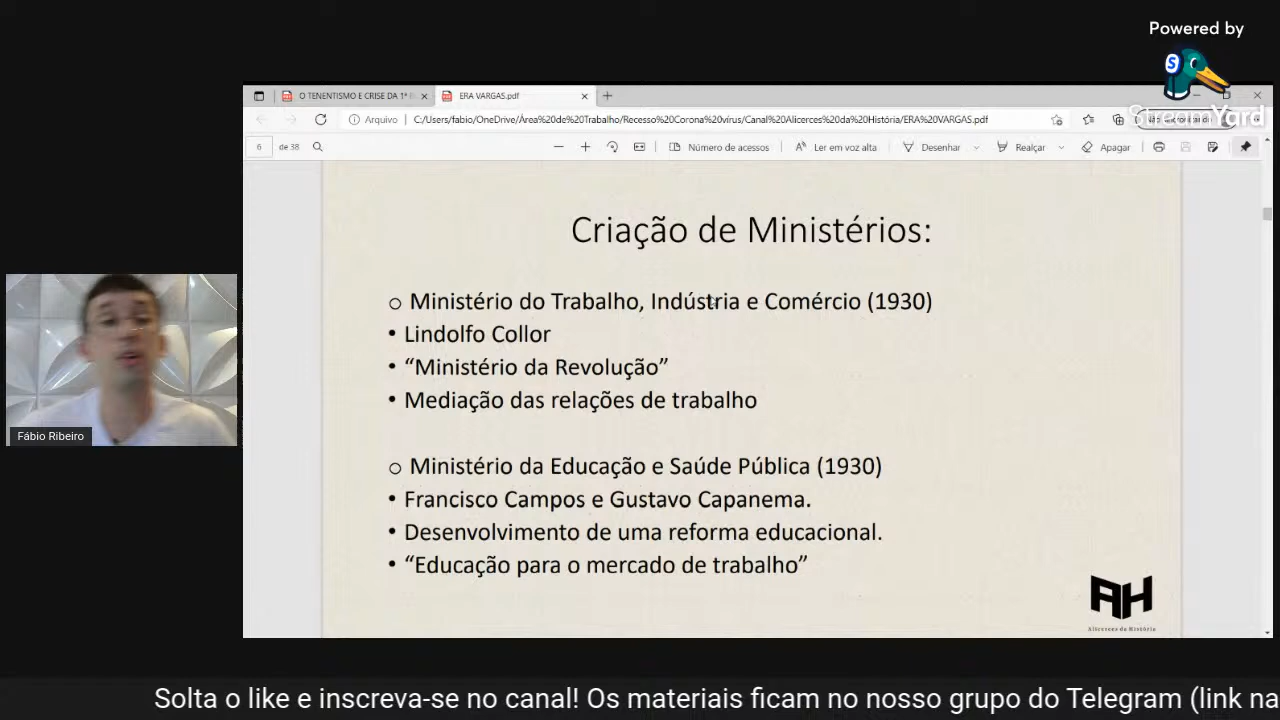 Powered by
S
StreamYard
O TENENTISMO E CRISE DA 1ª
ERA VARGAS.pdf
Arquivo
C:/Users/fabio/OneDrive/Área%20de%20Trabalho/Recesso%20Corona%20vírus/Canal%20Alicerces%20da%20História/ERA%20VARGAS.pdf
6 de 38
Número de acessos
Ler em voz alta
Desenhar
Realçar
Apagar
Criação de Ministérios:
o Ministério do Trabalho, Indústria e Comércio (1930)
• Lindolfo Collor
• “Ministério da Revolução”
• Mediação das relações de trabalho
o Ministério da Educação e Saúde Pública (1930)
• Francisco Campos e Gustavo Capanema.
• Desenvolvimento de uma reforma educacional.
• “Educação para o mercado de trabalho”
AH
Alicerces da História
Fábio Ribeiro
Solta o like e inscreva-se no canal! Os materiais ficam no nosso grupo do Telegram (link na